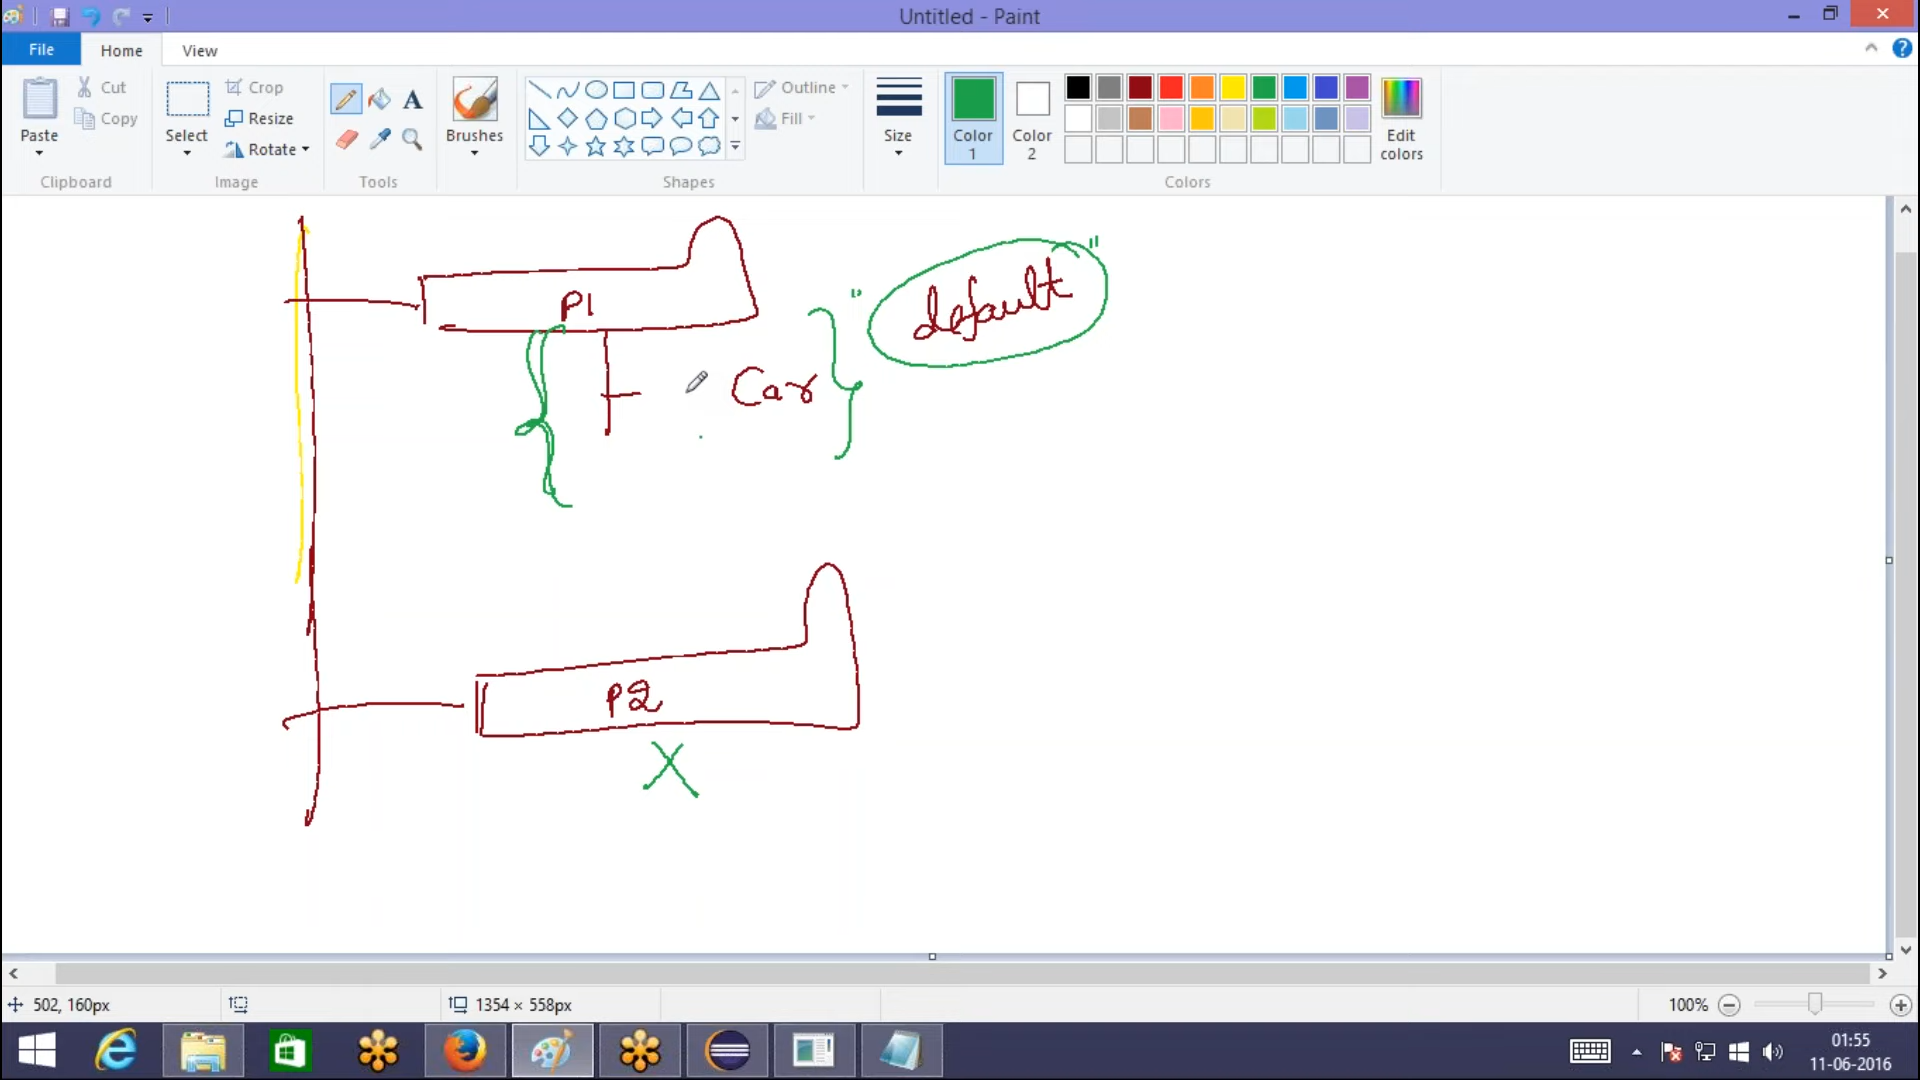 Untitled - Paint
File Home View
Paste
Cut
Copy
Clipboard
Select
Crop
Resize
Rotate
Image
A
Tools
Brushes
Outline
Fill
Shapes
Size
Color 1
Color 2
Edit colors
Colors
" default "
P1
Car
P2
X
502, 160px
1354 × 558px
100%
01:55
11-06-2016